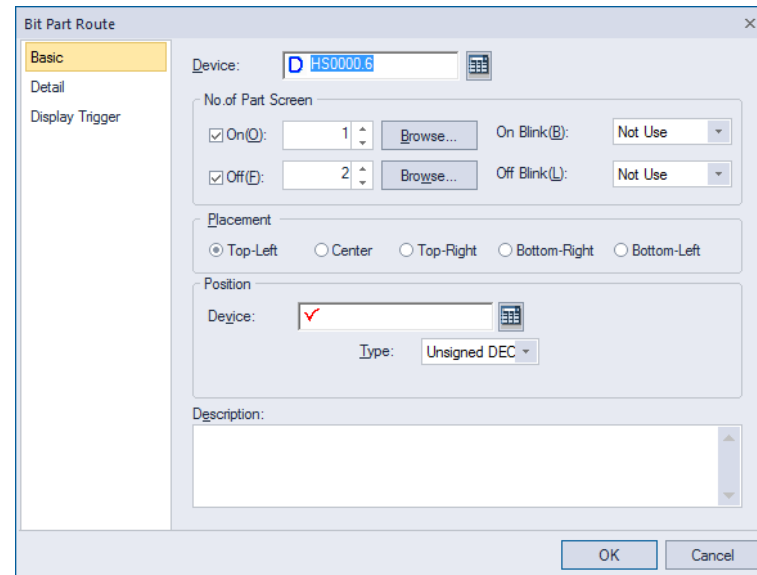 Bit Part Route
Basic
Detail
Display Trigger
Device: D HS0000.6
No.of Part Screen
On(O): 1 Browse... On Blink(B): Not Use
Off(F): 2 Browse... Off Blink(L): Not Use
Placement
Top-Left Center Top-Right Bottom-Right Bottom-Left
Position
Device:
Type: Unsigned DEC
Description:
OK Cancel